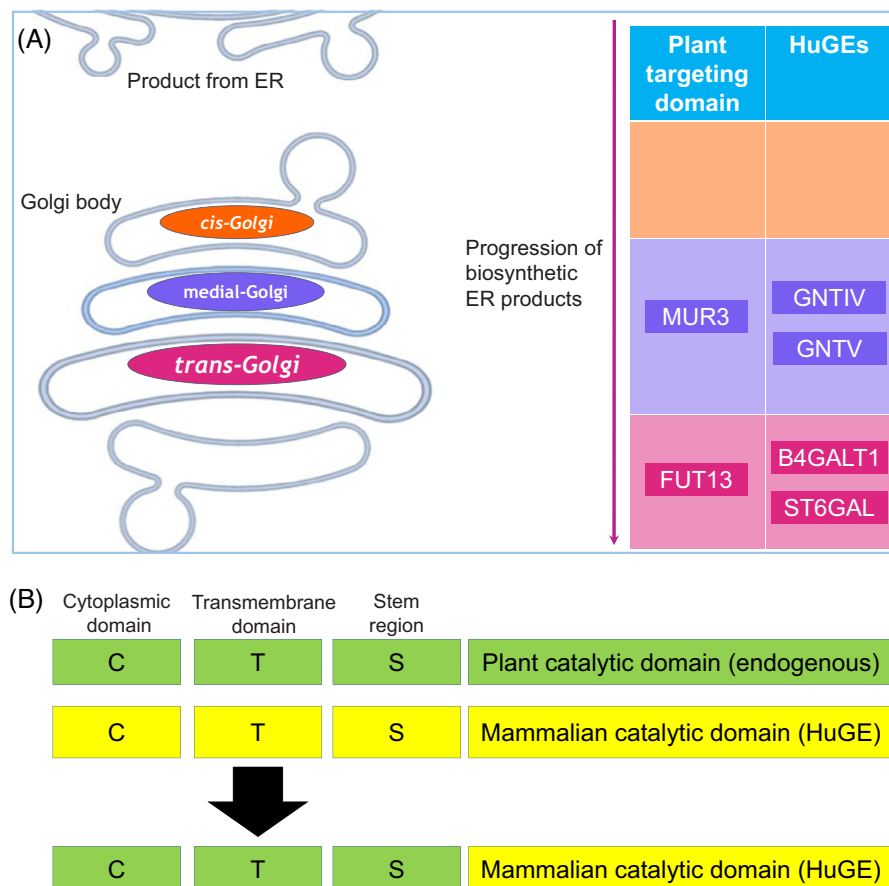 (A)
Product from ER
Golgi body
cis-Golgi
medial-Golgi
trans-Golgi
Progression of
biosynthetic
ER products
Plant
targeting
domain
HuGEs
MUR3
GNTIV
GNTV
FUT13
B4GALT1
ST6GAL
(B)
Cytoplasmic
domain
Transmembrane
domain
Stem
region
C T S Plant catalytic domain (endogenous)
C T S Mammalian catalytic domain (HuGE)
C T S Mammalian catalytic domain (HuGE)